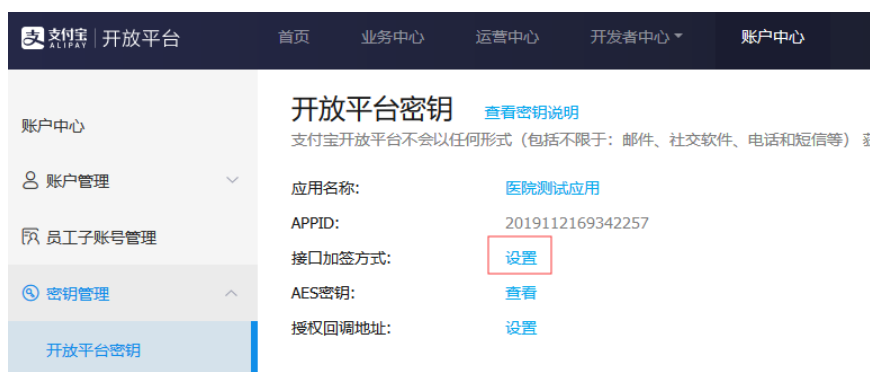 支付宝 ALIPAY 开放平台 首页 业务中心 运营中心 开发者中心 账户中心
账户中心
账户管理
员工子账号管理
密钥管理
开放平台密钥
开放平台密钥 查看密钥说明
支付宝开放平台不会以任何形式（包括不限于：邮件、社交软件、电话和短信等）
应用名称: 医院测试应用
APPID: 2019112169342257
接口加签方式: 设置
AES密钥: 查看
授权回调地址: 设置